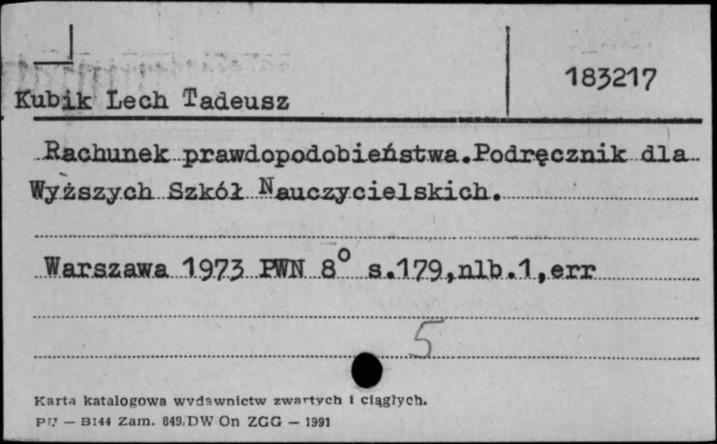 183217
Kubik Lech Tadeusz
Rachunek prawdopodobieństwa.Podręcznik dla
Wyższych Szkół Nauczycielskich.
Warszawa 1973 PWN 8° s.179,nlb.1,err
5
Karta katalogowa wydawnictw zwartych i ciągłych.
PU — B144 Zam. 849/DW On ZGG — 1991